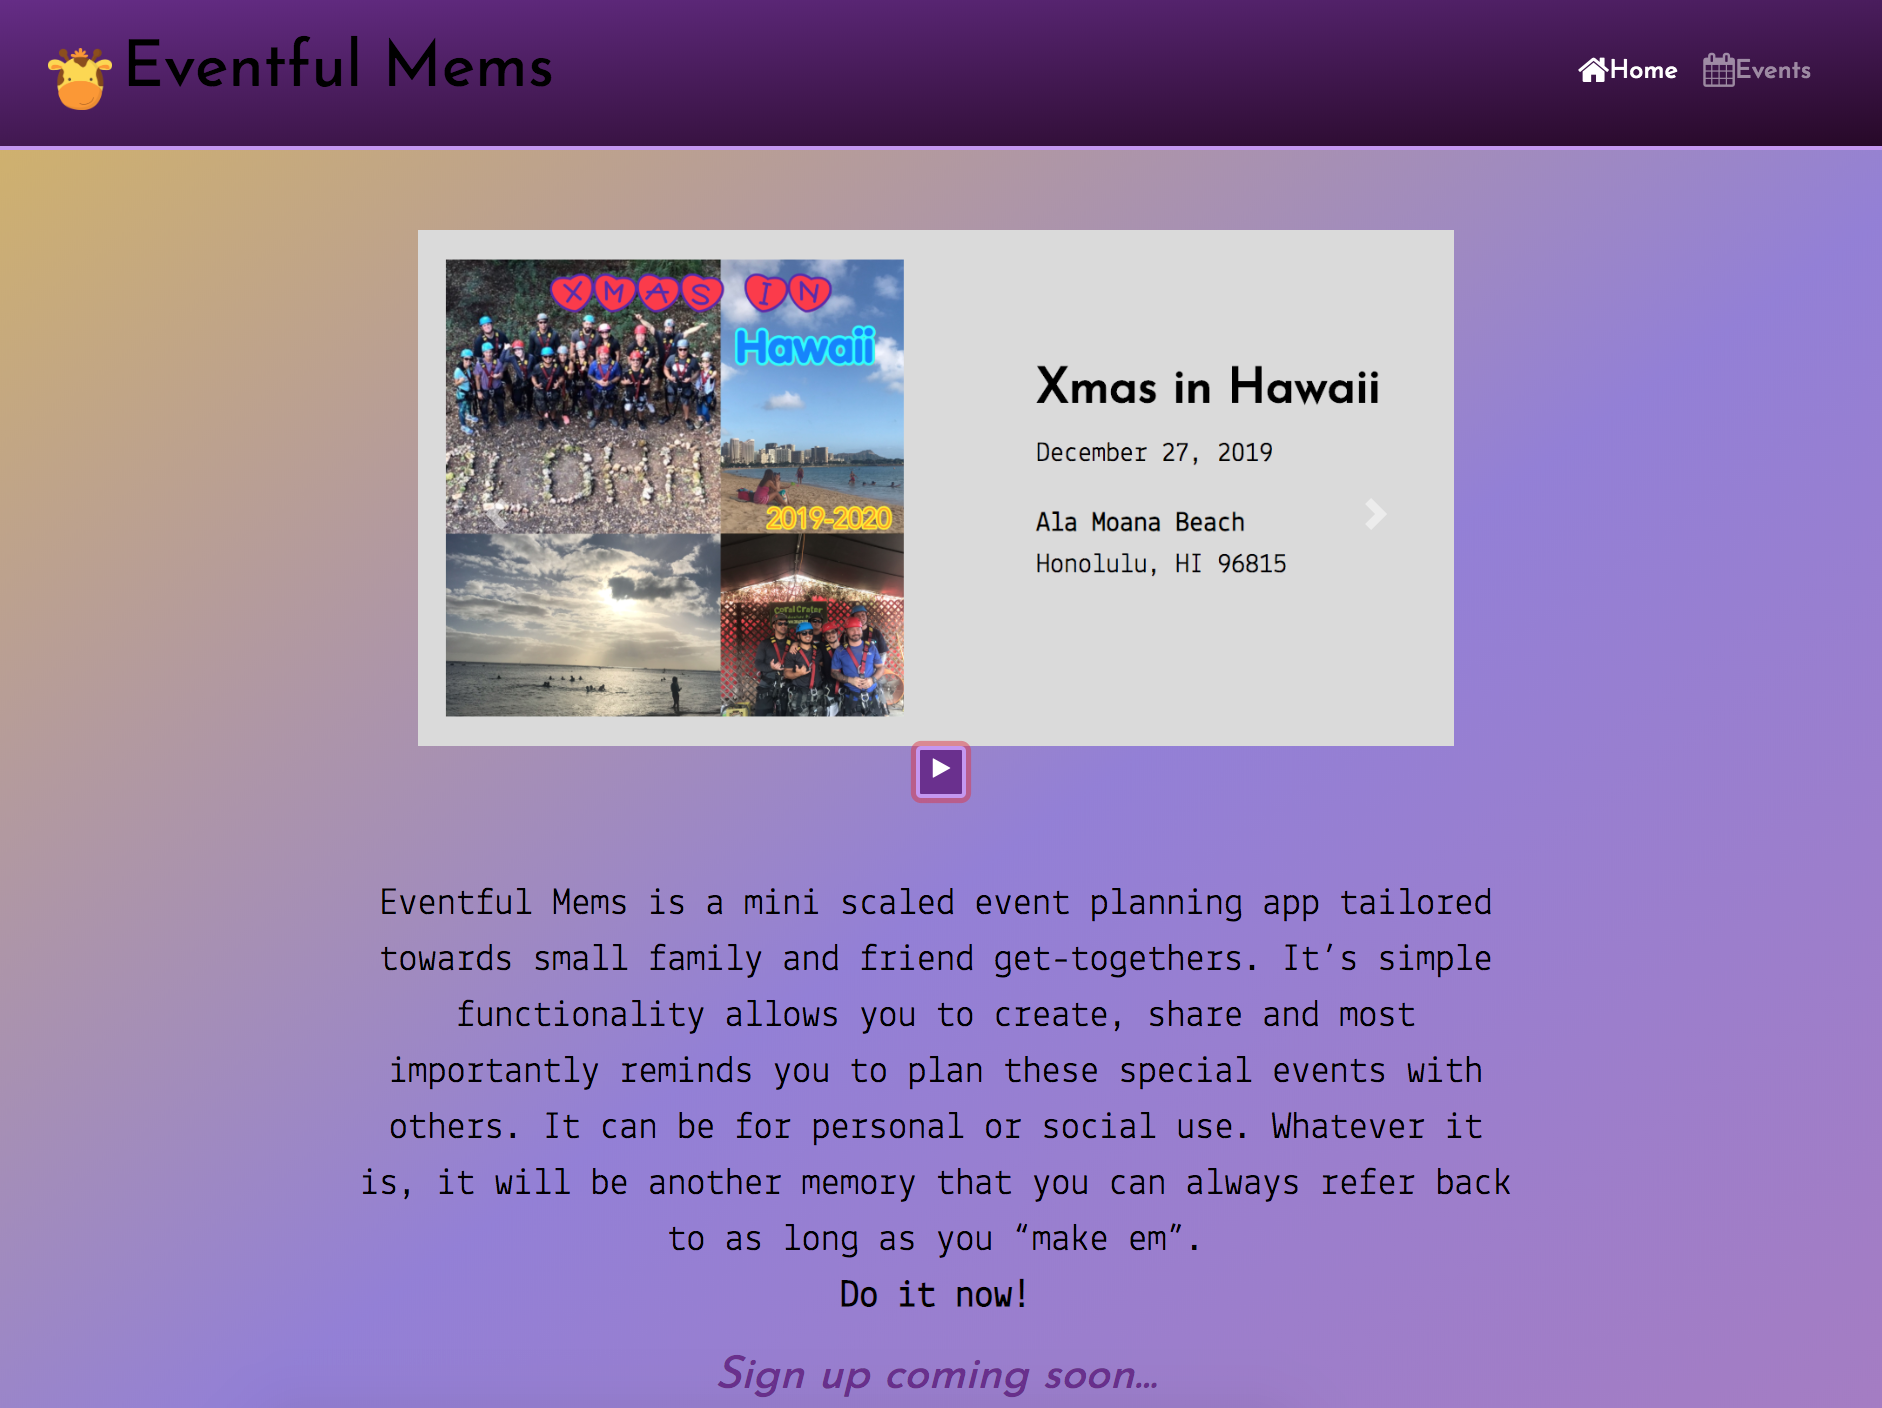 Eventful Mems
Home Events
XMAS IN
Hawaii
ALOHA
2019-2020
Coral Crater
Xmas in Hawaii
December 27, 2019
Ala Moana Beach
Honolulu, HI 96815
Eventful Mems is a mini scaled event planning app tailored
towards small family and friend get-togethers. It’s simple
functionality allows you to create, share and most
importantly reminds you to plan these special events with
others. It can be for personal or social use. Whatever it
is, it will be another memory that you can always refer back
to as long as you “make em”.
Do it now!
Sign up coming soon…